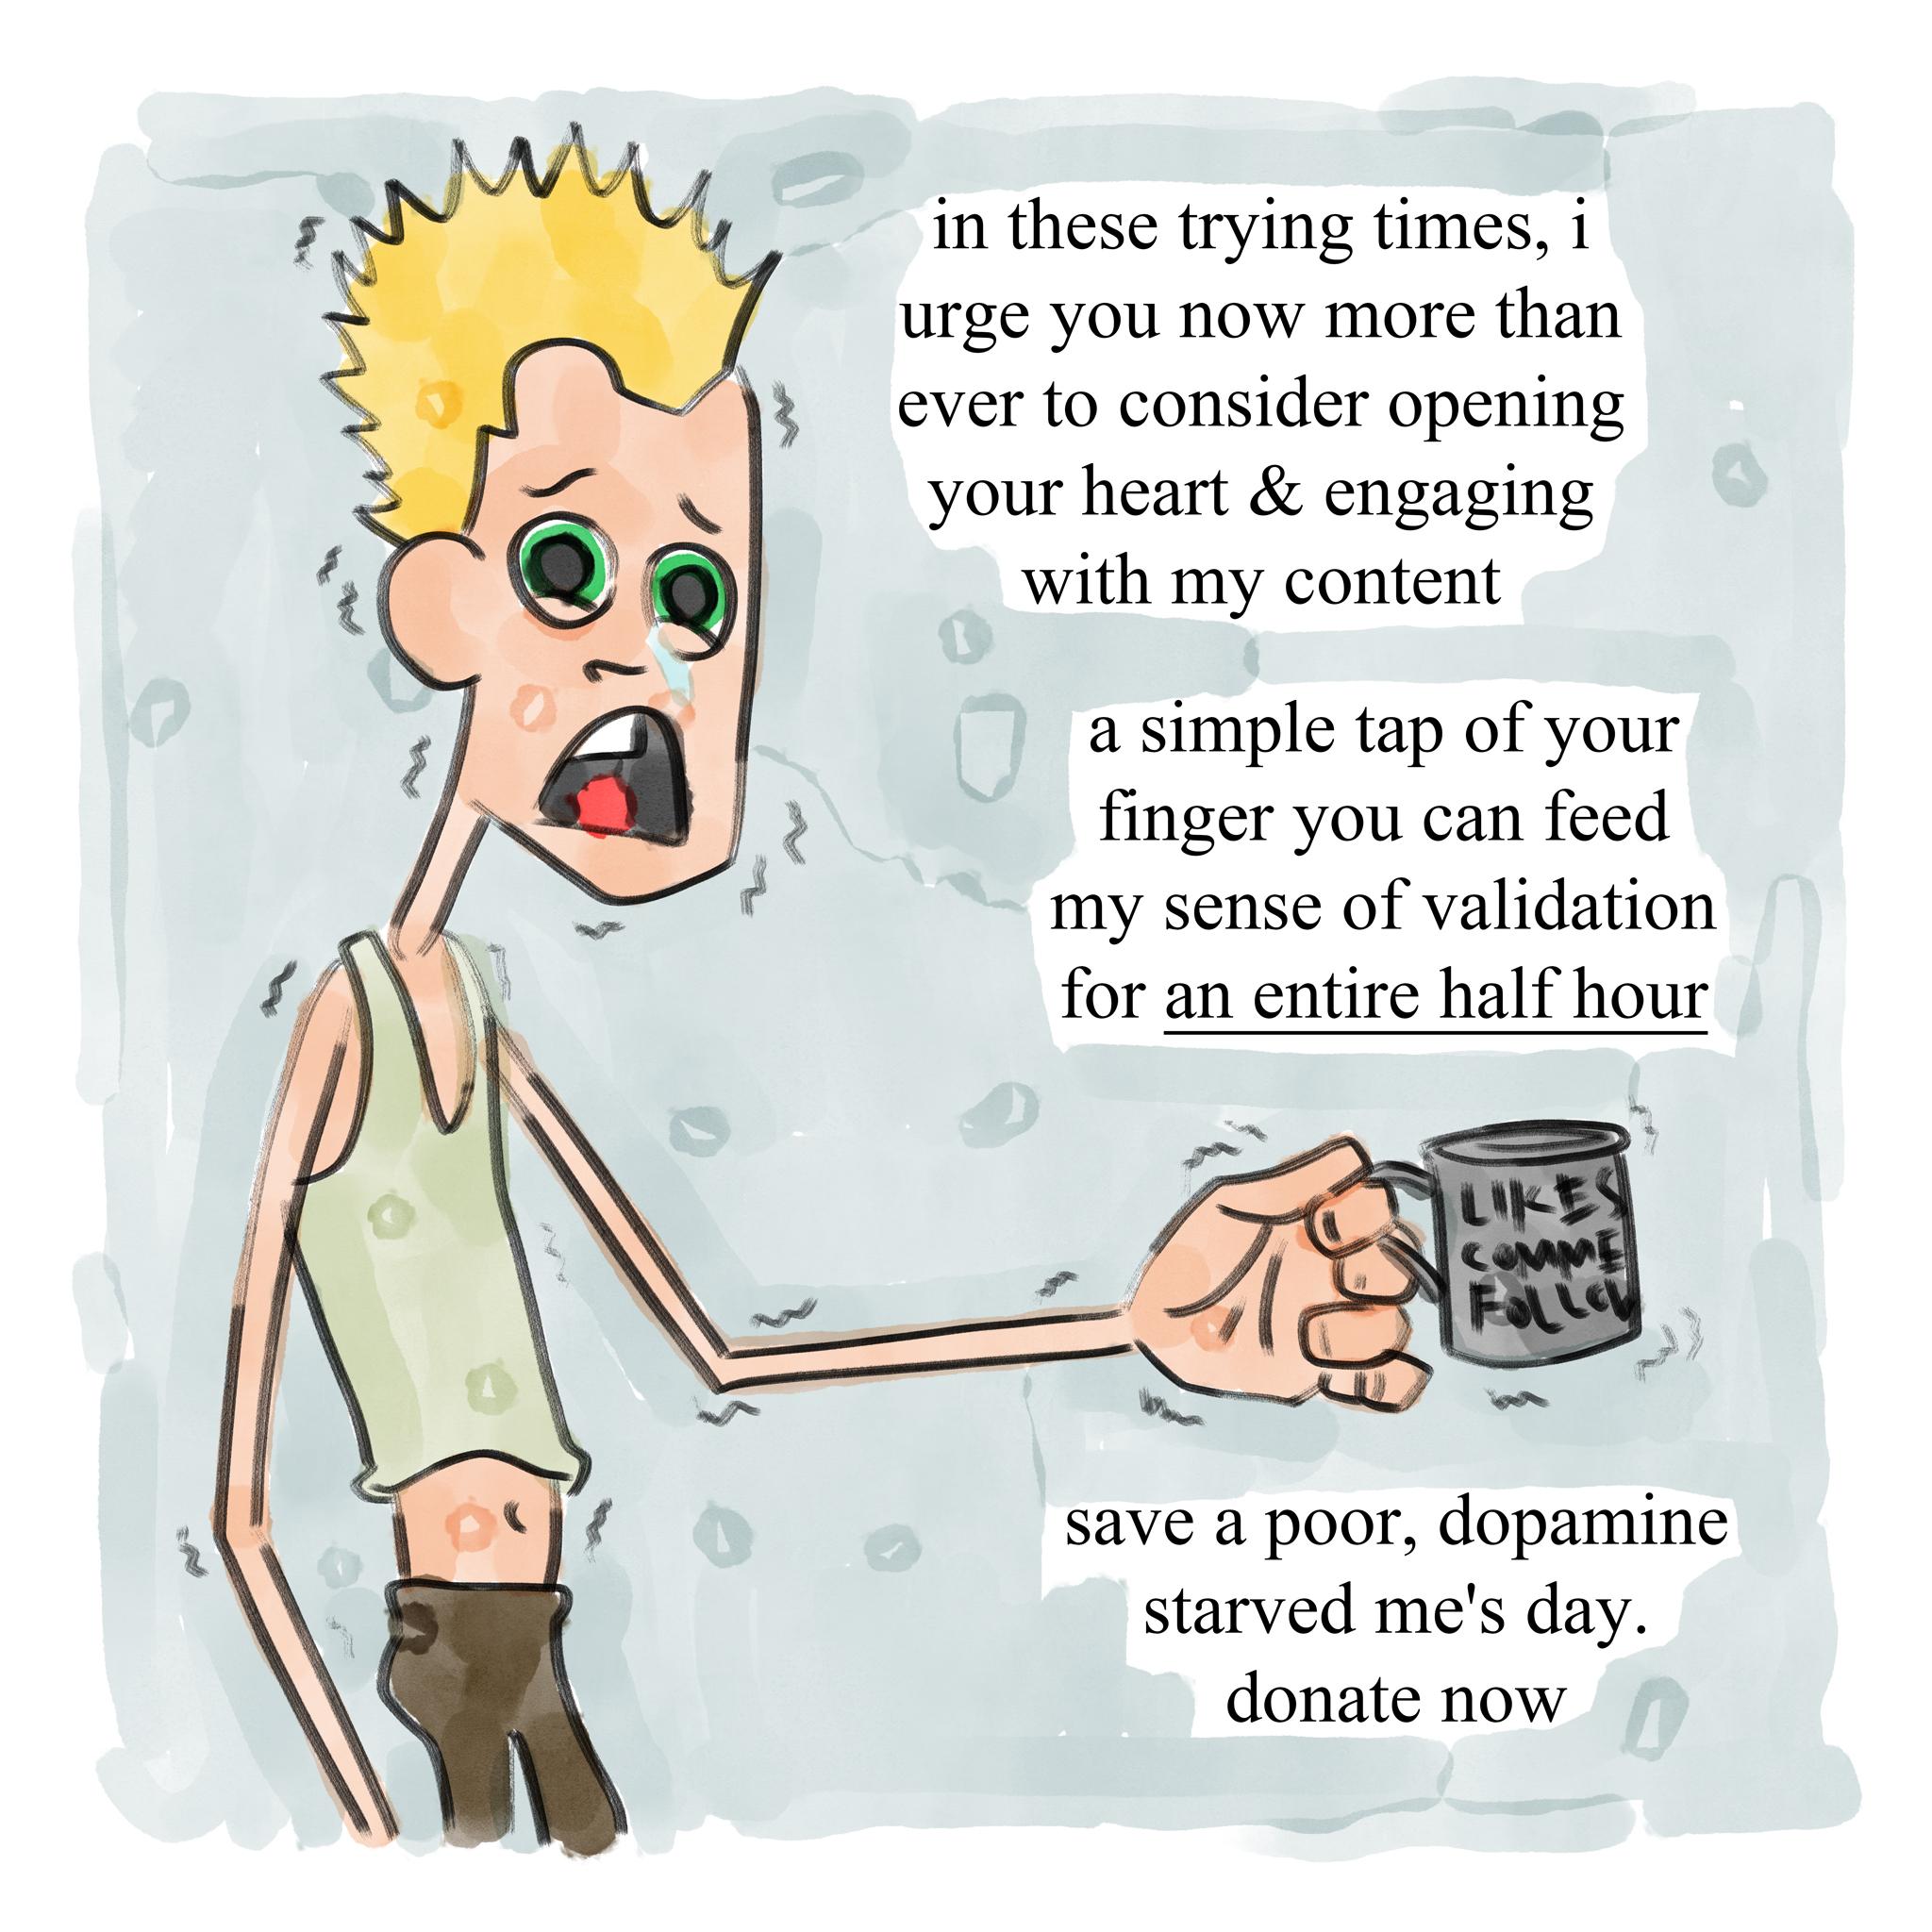 in these trying times, i
urge you now more than
ever to consider opening
your heart & engaging
with my content
a simple tap of your
finger you can feed
my sense of validation
for an entire half hour
LIKES
COMME
FOLLOW
save a poor, dopamine
starved me's day.
donate now